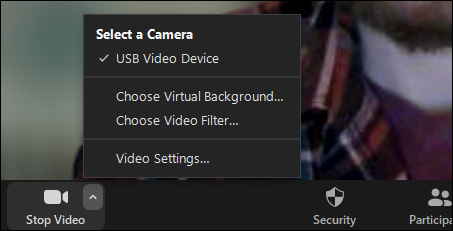 Select a Camera
USB Video Device
Choose Virtual Background...
Choose Video Filter...
Video Settings...
Stop Video
Security
Participa